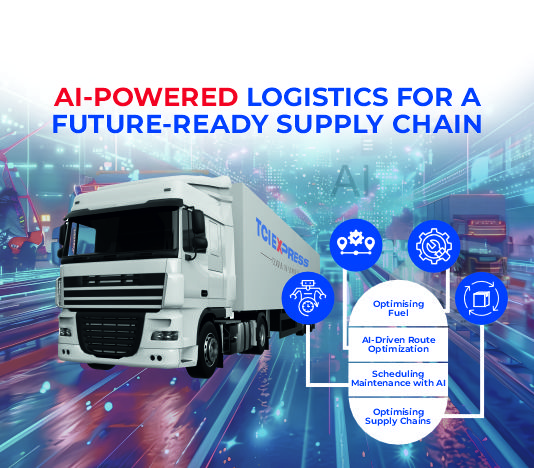 AI-POWERED LOGISTICS FOR A
FUTURE-READY SUPPLY CHAIN
AI
TCI EXPRESS
Optimising
Fuel
AI-Driven Route
Optimization
Scheduling
Maintenance with AI
Optimising
Supply Chains